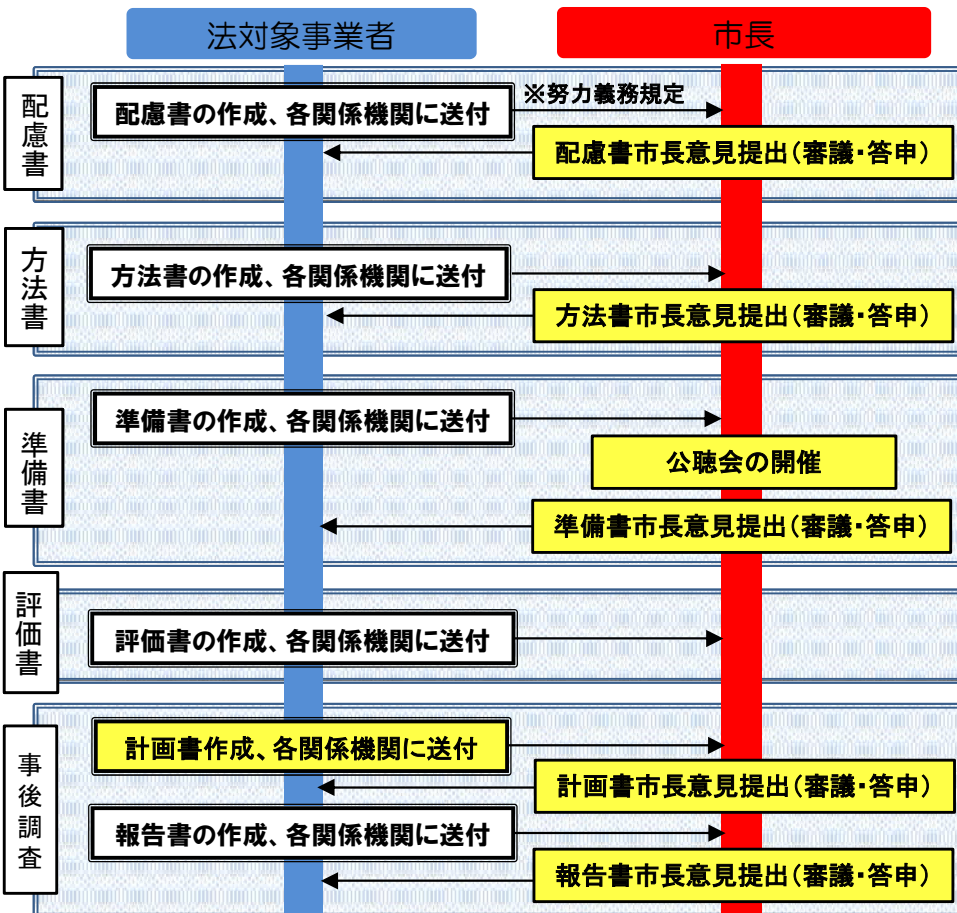 法対象事業者
市長
配慮書
配慮書の作成、各関係機関に送付
※努力義務規定
配慮書市長意見提出(審議・答申)
方法書
方法書の作成、各関係機関に送付
方法書市長意見提出(審議・答申)
準備書
準備書の作成、各関係機関に送付
公聴会の開催
準備書市長意見提出(審議・答申)
評価書
評価書の作成、各関係機関に送付
事後調査
計画書作成、各関係機関に送付
計画書市長意見提出(審議・答申)
報告書の作成、各関係機関に送付
報告書市長意見提出(審議・答申)